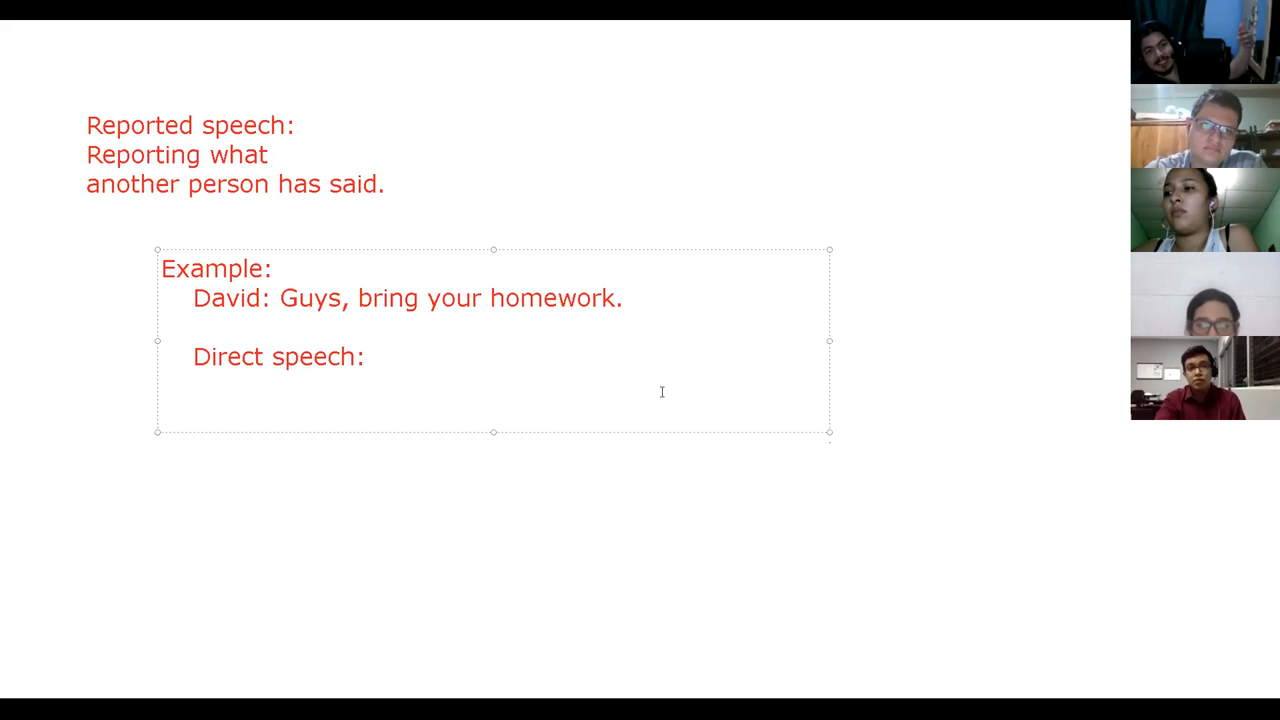 Reported speech:
Reporting what
another person has said.
Example:
David: Guys, bring your homework.
Direct speech: